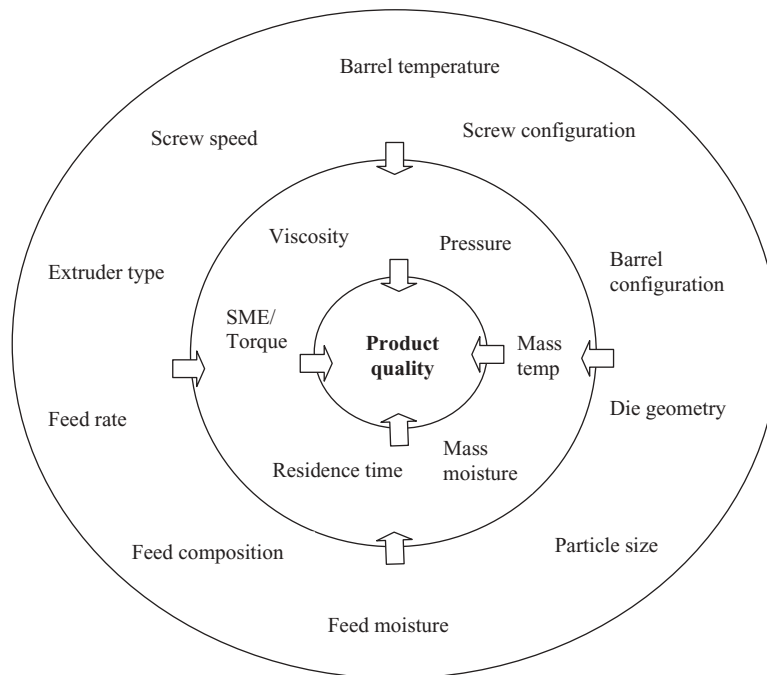 Barrel temperature
Screw speed
Screw configuration
Viscosity
Pressure
Extruder type
Barrel
configuration
SME/
Torque
Product
quality
Mass
temp
Feed rate
Die geometry
Residence time
Mass
moisture
Feed composition
Particle size
Feed moisture